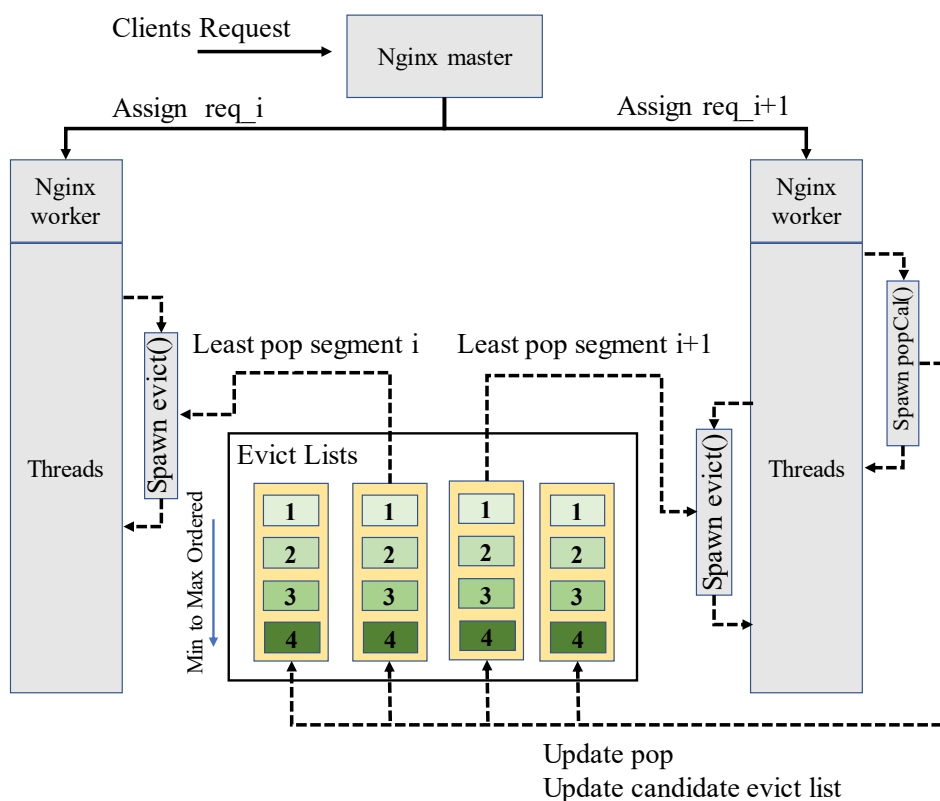 Clients Request
Nginx master
Assign req_i
Assign req_i+1
Nginx
worker
Nginx
worker
Spawn popCal()
Least pop segment i
Least pop segment i+1
Spawn evict()
Spawn evict()
Threads
Threads
Evict Lists
Min to Max Ordered
1 1 1 1
2 2 2 2
3 3 3 3
4 4 4 4
Update pop
Update candidate evict list